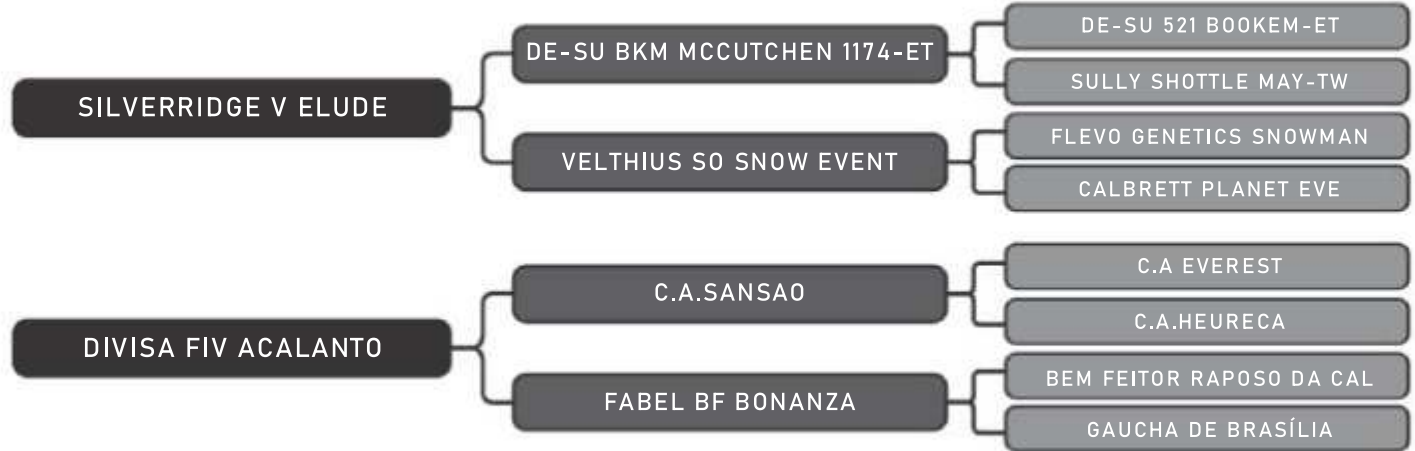 SILVERRIDGE V ELUDE
DE-SU BKM MCCUTCHEN 1174-ET
DE-SU 521 BOOKEM-ET
SULLY SHOTTLE MAY-TW
VELTHIUS SO SNOW EVENT
FLEVO GENETICS SNOWMAN
CALBRETT PLANET EVE
DIVISA FIV ACALANTO
C.A.SANSAO
C.A EVEREST
C.A.HEURECA
FABEL BF BONANZA
BEM FEITOR RAPOSO DA CAL
GAUCHA DE BRASÍLIA